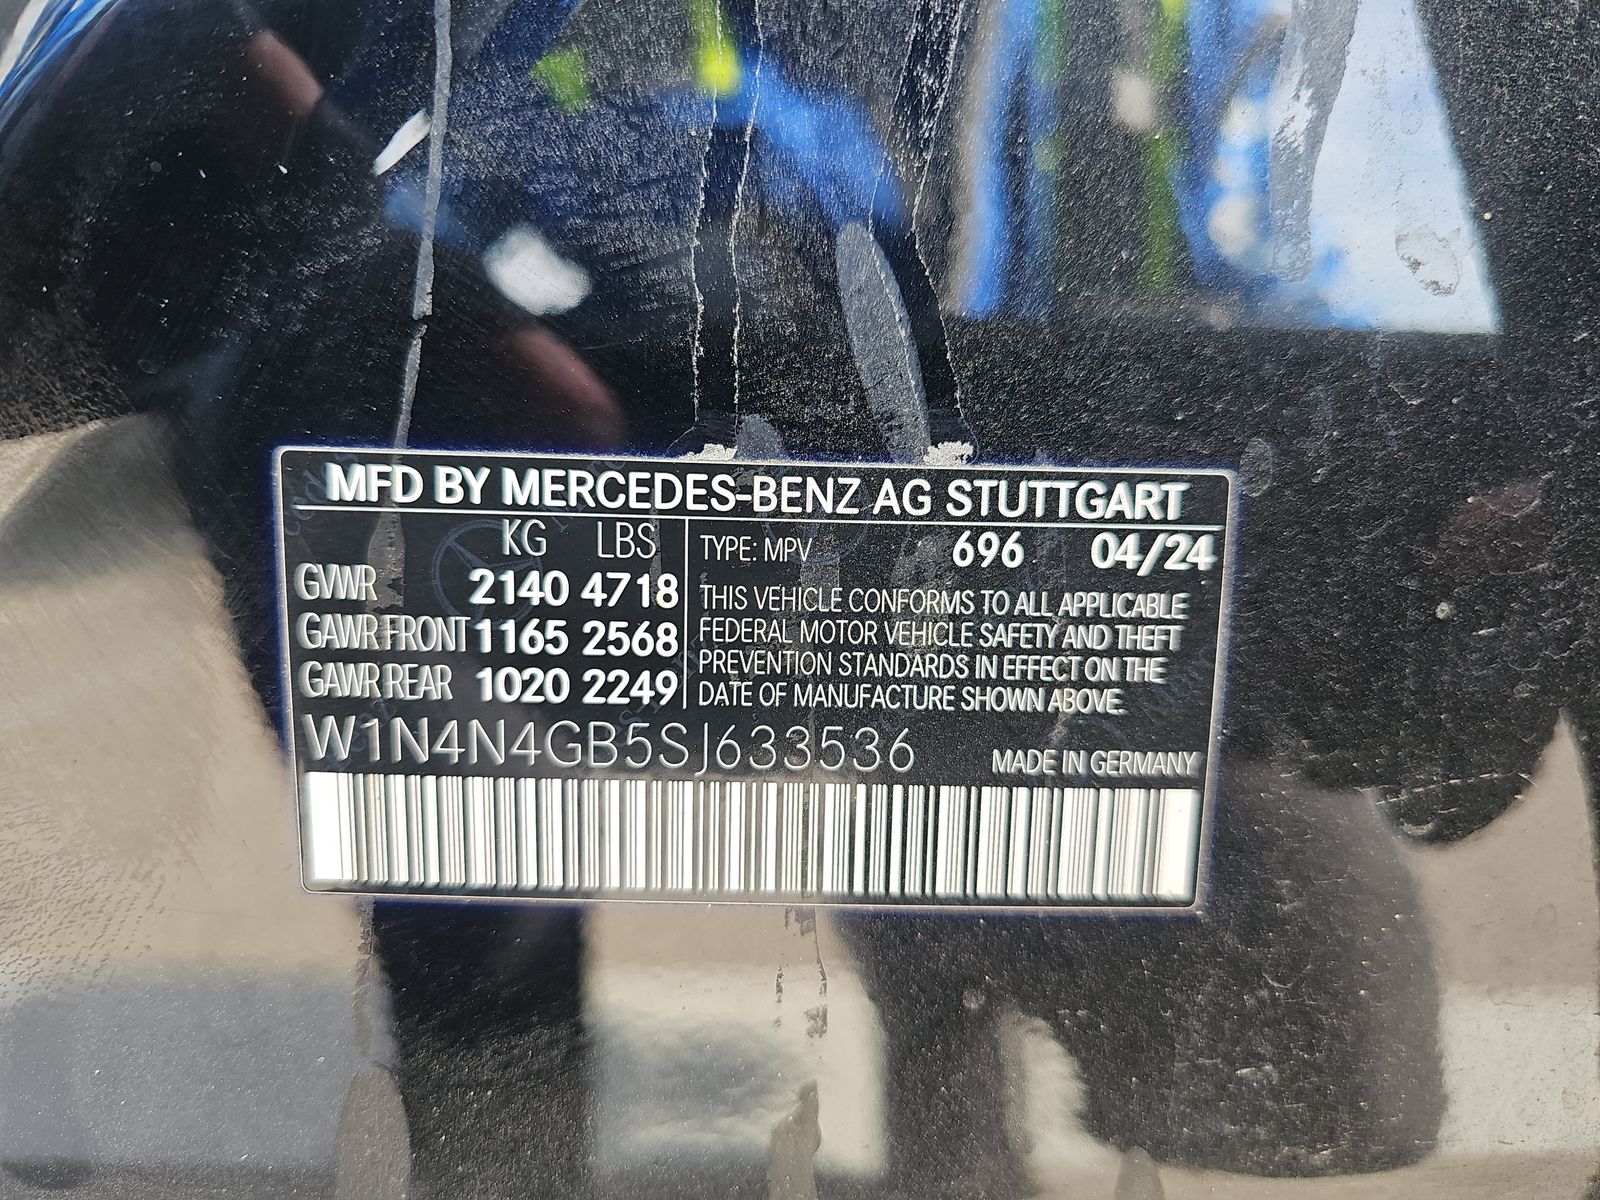 MFD BY MERCEDES-BENZ AG STUTTGART
KG LBS
GVWR 2140 4718
GAWR FRONT 1165 2568
GAWR REAR 1020 2249
TYPE: MPV 696 04/24
THIS VEHICLE CONFORMS TO ALL APPLICABLE
FEDERAL MOTOR VEHICLE SAFETY AND THEFT
PREVENTION STANDARDS IN EFFECT ON THE
DATE OF MANUFACTURE SHOWN ABOVE.
W1N4N4GB5SJ633536
MADE IN GERMANY